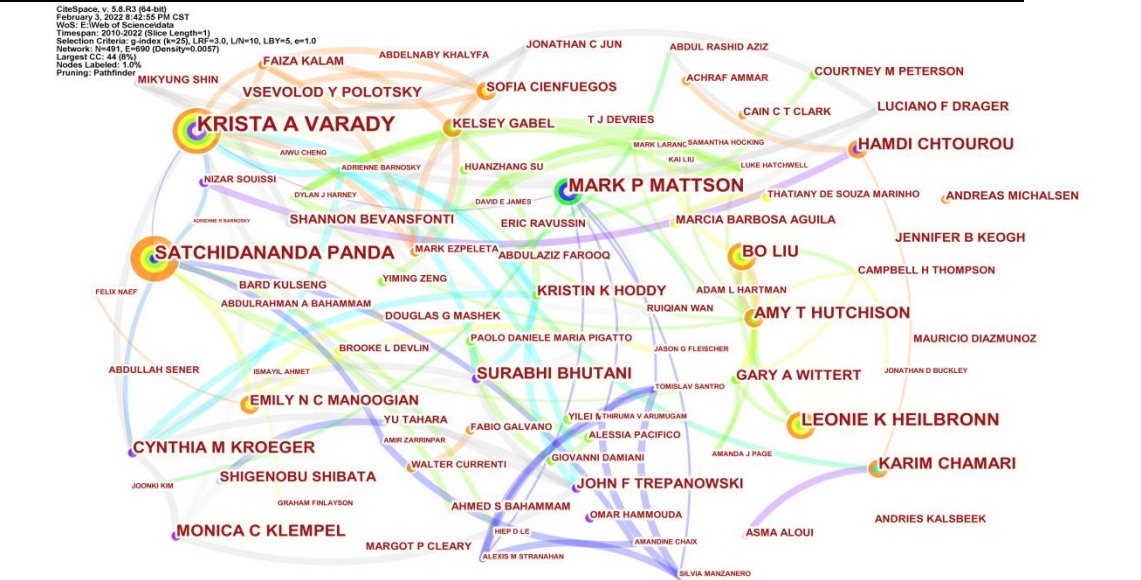 CiteSpace, v. 5.8.R3 (64-bit)
February 3, 2022 8:42:55 PM CST
WoS: E:\Web of Science\data
Timespan: 2010-2022 (Slice Length=1)
Selection Criteria: g-index (k=25), LRF=3.0, L/N=10, LBY=5, e=1.0
Network: N=491, E=690 (Density=0.0057)
Largest CC: 44 (8%)
Nodes Labeled: 1.0%
Pruning: Pathfinder
JONATHAN C JUN
ABDUL RASHID AZIZ
ABDELNABY KHALYFA
FAIZA KALAM
MIKYUNG SHIN
ACHRAF AMMAR
COURTNEY M PETERSON
VSEVOLOD Y POLOTSKY
SOFIA CIENFUEGOS
LUCIANO F DRAGER
CAIN C T CLARK
KRISTA A VARADY
KELSEY GABEL
T J DEVRIES
HAMDI CHTOUROU
MARK LARANC
SAMANTHA HOCKING
AIWU CHENG
KAI LIU
ADRIENNE BARNOSKY
HUANZHANG SU
LUKE HATCHWELL
NIZAR SOUISSI
MARK P MATTSON
DYLAN J HARNEY
DAVID E JAMES
THATIANY DE SOUZA MARINHO
ANDREAS MICHALSEN
ADRIENNE R BARNOSKY
SHANNON BEVANSFONTI
ERIC RAVUSSIN
MARCIA BARBOSA AGUILA
JENNIFER B KEOGH
SATCHIDANANDA PANDA
MARK EZPELETA
ABDULAZIZ FAROOQ
BO LIU
CAMPBELL H THOMPSON
FELIX NAEF
BARD KULSENG
YIMING ZENG
KRISTIN K HODDY
ADAM L HARTMAN
ABDULRAHMAN A BAHAMMAM
DOUGLAS G MASHEK
RUIQIAN WAN
AMY T HUTCHISON
BROOKE L DEVLIN
PAOLO DANIELE MARIA PIGATTO
JASON G FLEISCHER
MAURICIO DIAZMUNOZ
ABDULLAH SENER
ISMAYIL AHMET
SURABHI BHUTANI
GARY A WITTERT
JONATHAN D BUCKLEY
TOMISLAV SANTRO
EMILY N C MANOOGIAN
YU TAHARA
YILEI
THIRUMA V ARUMUGAM
LEONIE K HEILBRONN
FABIO GALVANO
ALESSIA PACIFICO
AMIR ZARRINPAR
CYNTHIA M KROEGER
AMANDA J PAGE
WALTER CURRENTI
GIOVANNI DAMIANI
KARIM CHAMARI
SHIGENOBU SHIBATA
JOONKI KIM
JOHN F TREPANOWSKI
GRAHAM FINLAYSON
AHMED S BAHAMMAM
OMAR HAMMOUDA
ANDRIES KALSBEEK
MONICA C KLEMPEL
HIEP D LE
ASMA ALOUI
MARGOT P CLEARY
AMANDINE CHAIX
ALEXIS M STRANAHAN
SILVIA MANZANERO